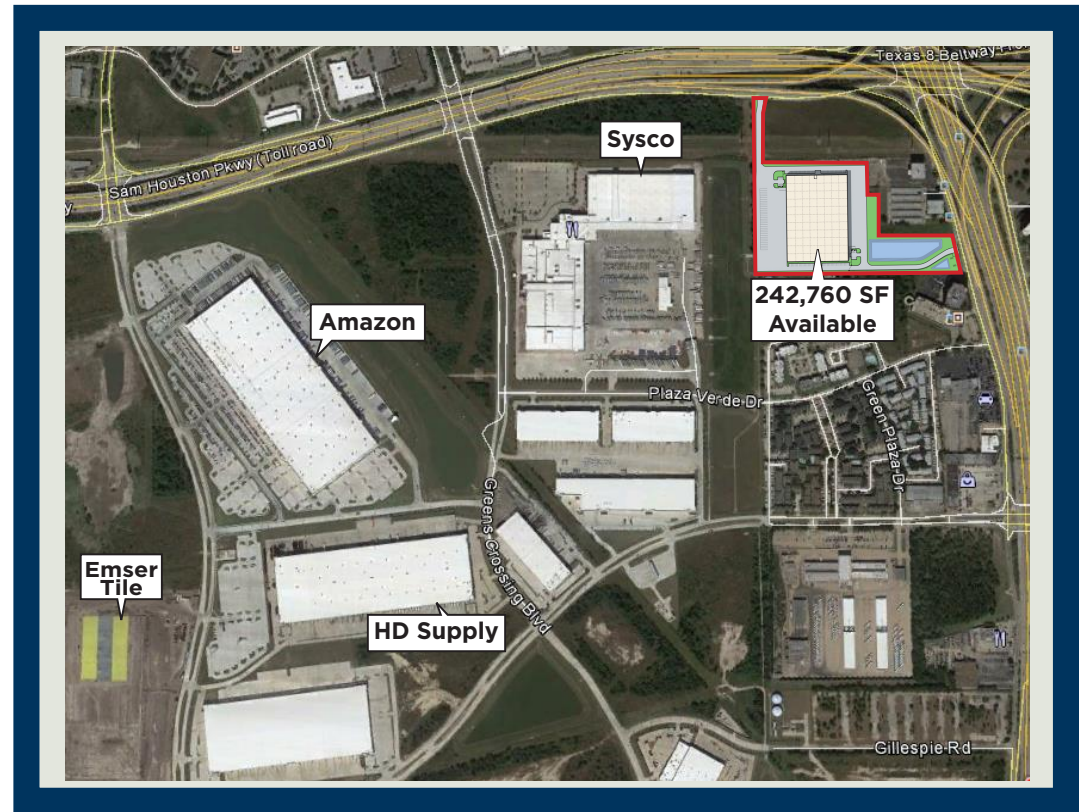 Texas 8 Beltway
Sam Houston Pkwy (Toll road)
y
Sysco
242,760 SF
Available
Amazon
Plaza Verde Dr
Green Plaza Dr
Greens Crossing Blvd
Emser
Tile
HD Supply
Gillespie Rd